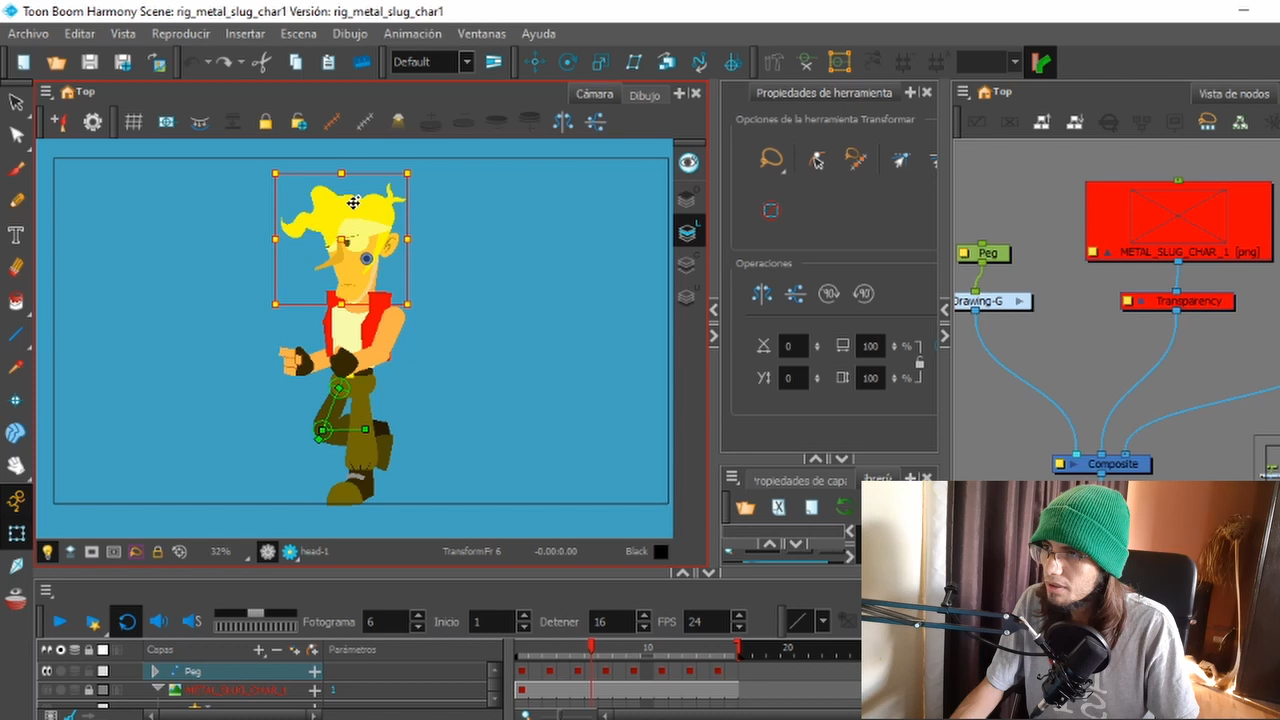 Toon Boom Harmony Scene: rig_metal_slug_char1 Versión: rig_metal_slug_char1
Archivo Editar Vista Reproducir Insertar Escena Dibujo Animación Ventanas Ayuda
Default
Top Cámara Dibujo
Propiedades de herramienta
Top Vista de nodos
Opciones de la herramienta Transformar
Operaciones
X 0 100 %
Y 0 100 %
Peg
METAL_SLUG_CHAR_1 [png]
Drawing-G
Transparency
Composite
32% head-1 TransformFr 6 -0.00:0.00 Black
Fotograma 6 Inicio 1 Detener 16 FPS 24
Capas Parámetros 10 20
Peg
METAL_SLUG_CHAR_1 1